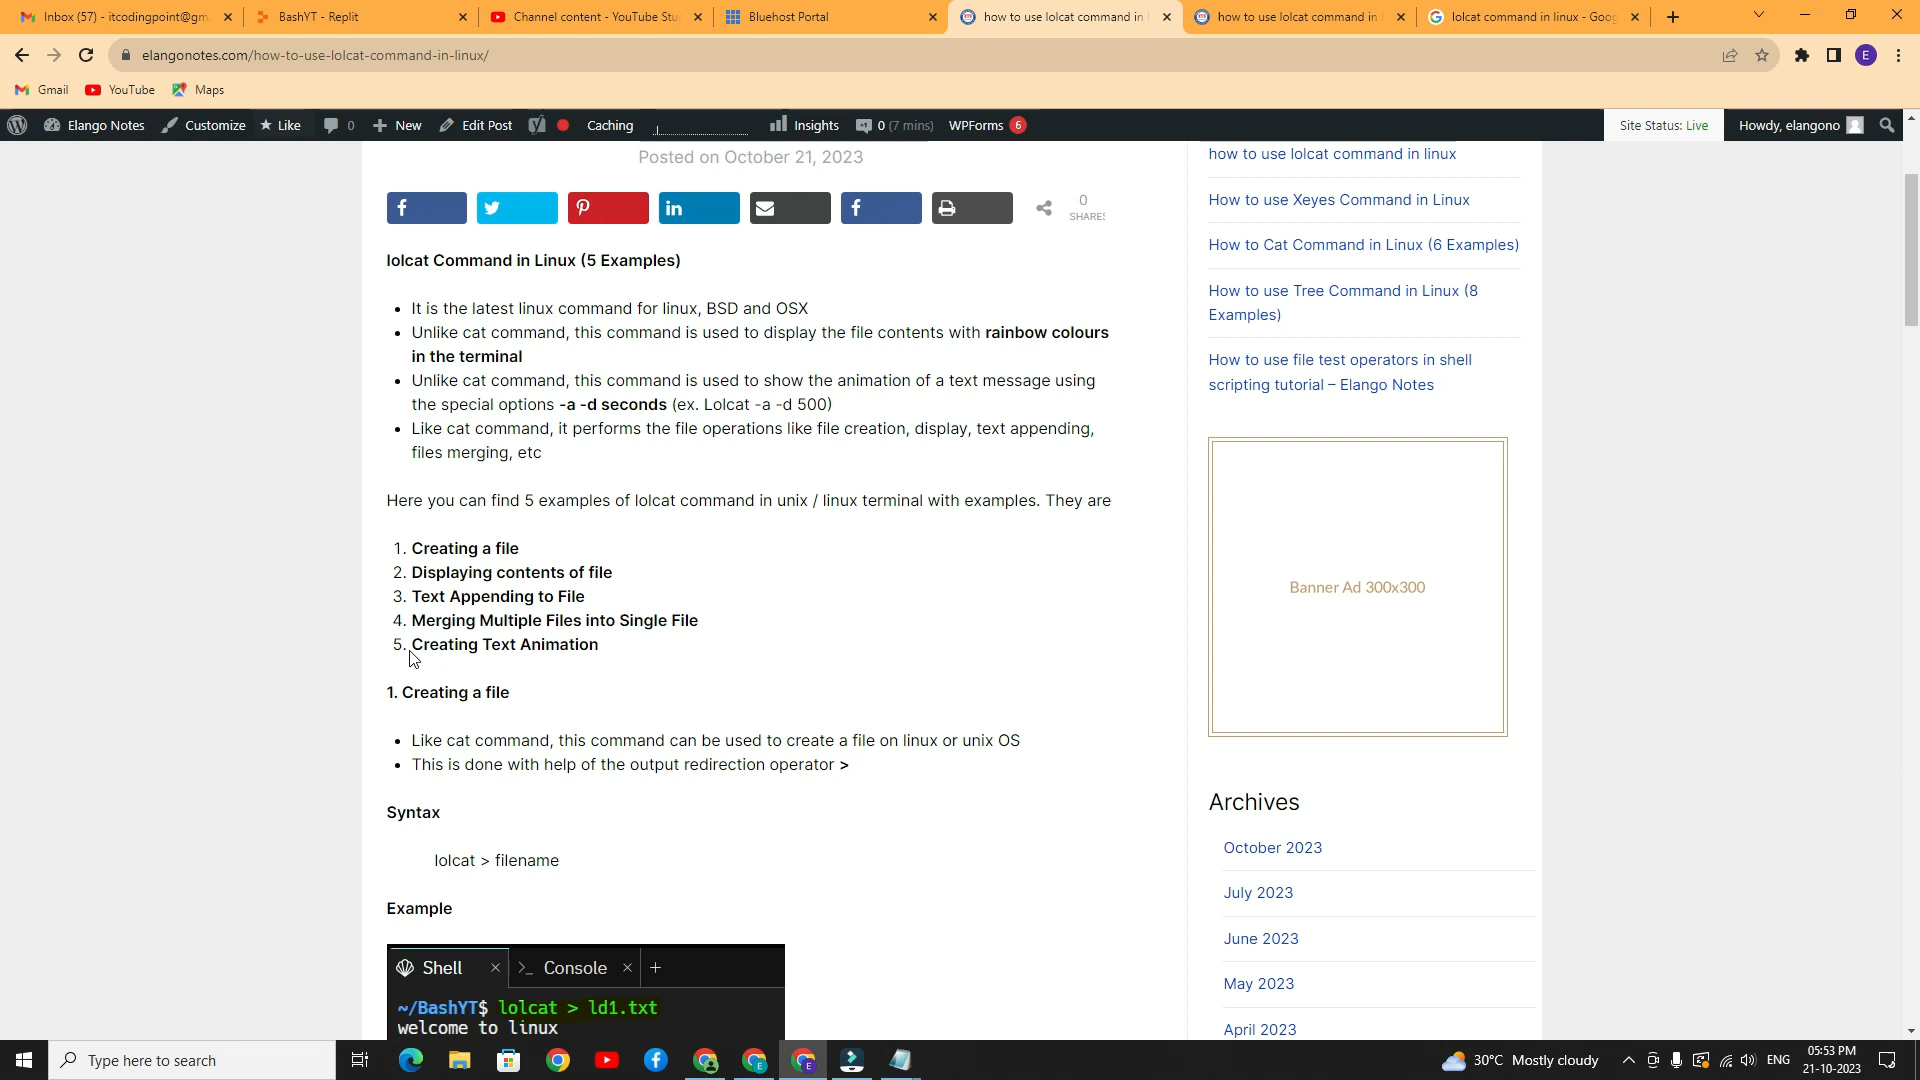 Inbox (57) - itcodingpoint@gm
BashYT - Replit
Channel content - YouTube Stu
Bluehost Portal
how to use lolcat command in l
how to use lolcat command in l
lolcat command in linux - Goog
elangonotes.com/how-to-use-lolcat-command-in-linux/
E
Gmail
YouTube
Maps
Elango Notes
Customize
Like
0
New
Edit Post
Caching
Insights
0 (7 mins)
WPForms 6
Site Status: Live
Howdy, elangono
Posted on October 21, 2023
0
SHARES
lolcat Command in Linux (5 Examples)
• It is the latest linux command for linux, BSD and OSX
• Unlike cat command, this command is used to display the file contents with rainbow colours
in the terminal
• Unlike cat command, this command is used to show the animation of a text message using
the special options -a -d seconds (ex. Lolcat -a -d 500)
• Like cat command, it performs the file operations like file creation, display, text appending,
files merging, etc
Here you can find 5 examples of lolcat command in unix / linux terminal with examples. They are
1. Creating a file
2. Displaying contents of file
3. Text Appending to File
4. Merging Multiple Files into Single File
5. Creating Text Animation
1. Creating a file
• Like cat command, this command can be used to create a file on linux or unix OS
• This is done with help of the output redirection operator >
Syntax
lolcat > filename
Example
Shell
Console
~/BashYT$ lolcat > ld1.txt
welcome to linux
how to use lolcat command in linux
How to use Xeyes Command in Linux
How to Cat Command in Linux (6 Examples)
How to use Tree Command in Linux (8
Examples)
How to use file test operators in shell
scripting tutorial – Elango Notes
Banner Ad 300x300
Archives
October 2023
July 2023
June 2023
May 2023
April 2023
Type here to search
30°C Mostly cloudy
ENG
05:53 PM
21-10-2023